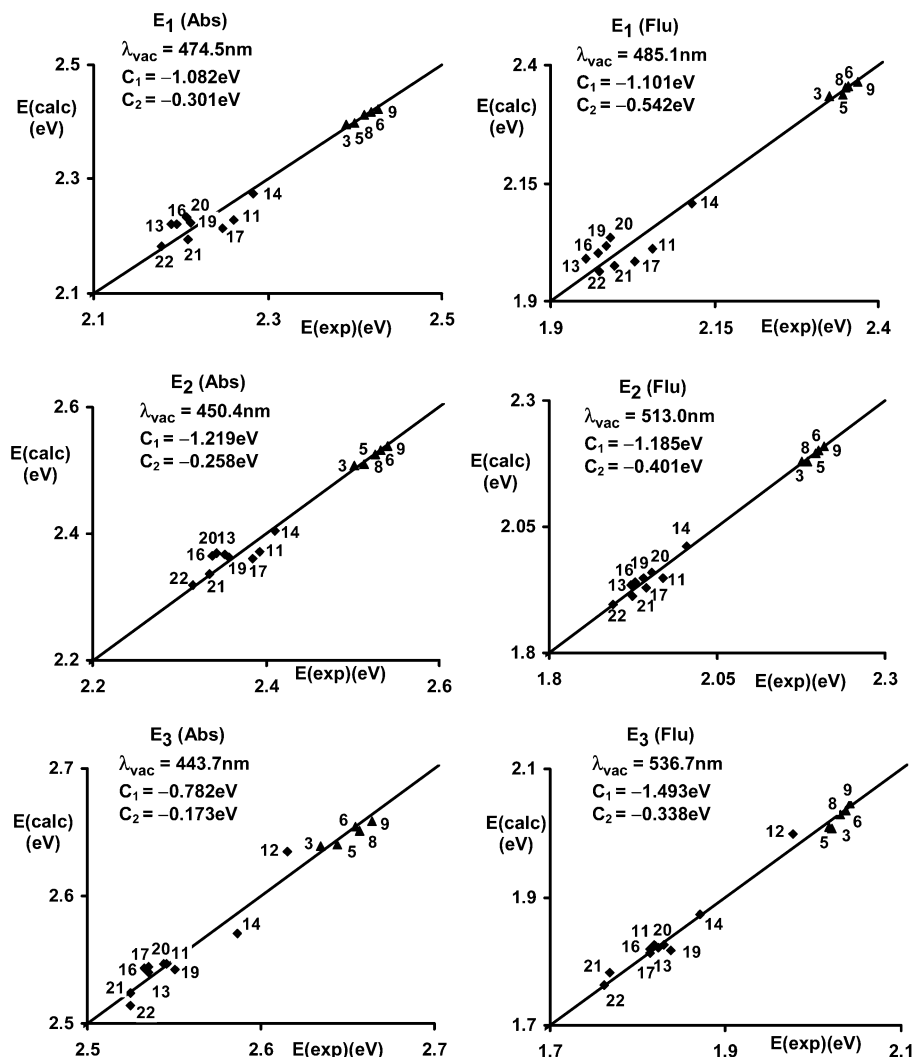 E1 (Abs)
λvac = 474.5nm
C1 = −1.082eV
C2 = −0.301eV
E(calc)
(eV)
2.5
2.3
2.1
2.1
2.3
2.5
E(exp)(eV)
3
5
8
6
9
14
11
17
19
20
16
13
21
22
E1 (Flu)
λvac = 485.1nm
C1 = −1.101eV
C2 = −0.542eV
E(calc)
(eV)
2.4
2.15
1.9
1.9
2.15
2.4
E(exp)(eV)
3
8
6
9
5
14
20
19
16
13
11
17
21
22
E2 (Abs)
λvac = 450.4nm
C1 = −1.219eV
C2 = −0.258eV
E(calc)
(eV)
2.6
2.4
2.2
2.2
2.4
2.6
E(exp)(eV)
5
3
8
6
9
14
11
17
19
2013
16
22
21
E2 (Flu)
λvac = 513.0nm
C1 = −1.185eV
C2 = −0.401eV
E(calc)
(eV)
2.3
2.05
1.8
1.8
2.05
2.3
E(exp)(eV)
6
8
9
3
5
14
16
19
20
13
11
17
21
22
E3 (Abs)
λvac = 443.7nm
C1 = −0.782eV
C2 = −0.173eV
E(calc)
(eV)
2.7
2.6
2.5
2.5
2.6
2.7
E(exp)(eV)
6
9
3
5
8
12
14
17
20
11
16
13
19
21
22
E3 (Flu)
λvac = 536.7nm
C1 = −1.493eV
C2 = −0.338eV
E(calc)
(eV)
2.1
1.9
1.7
1.7
1.9
2.1
E(exp)(eV)
9
8
6
12
5
3
14
11
20
16
17
13
19
21
22